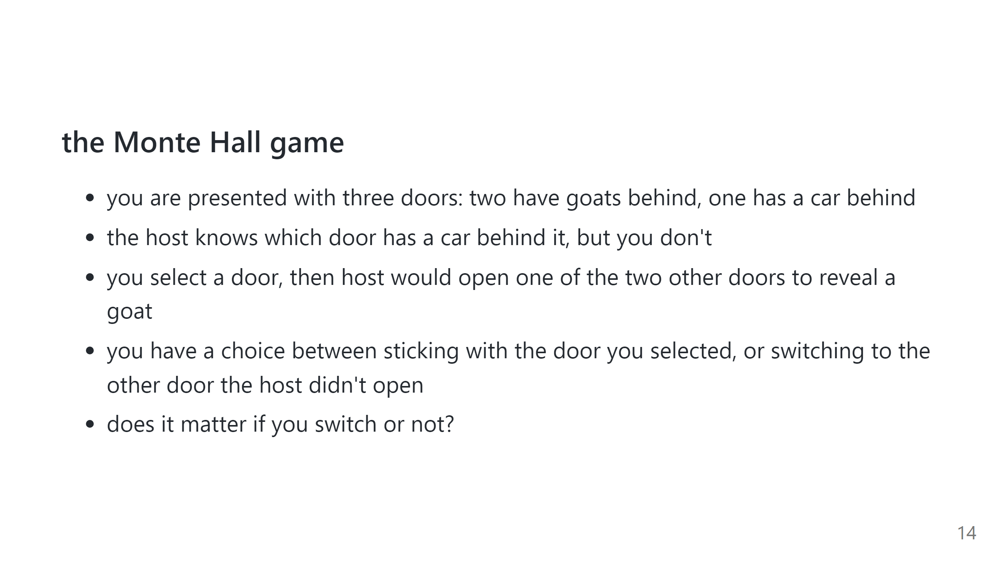 the Monte Hall game
• you are presented with three doors: two have goats behind, one has a car behind
• the host knows which door has a car behind it, but you don't
• you select a door, then host would open one of the two other doors to reveal a
goat
• you have a choice between sticking with the door you selected, or switching to the
other door the host didn't open
• does it matter if you switch or not?
14